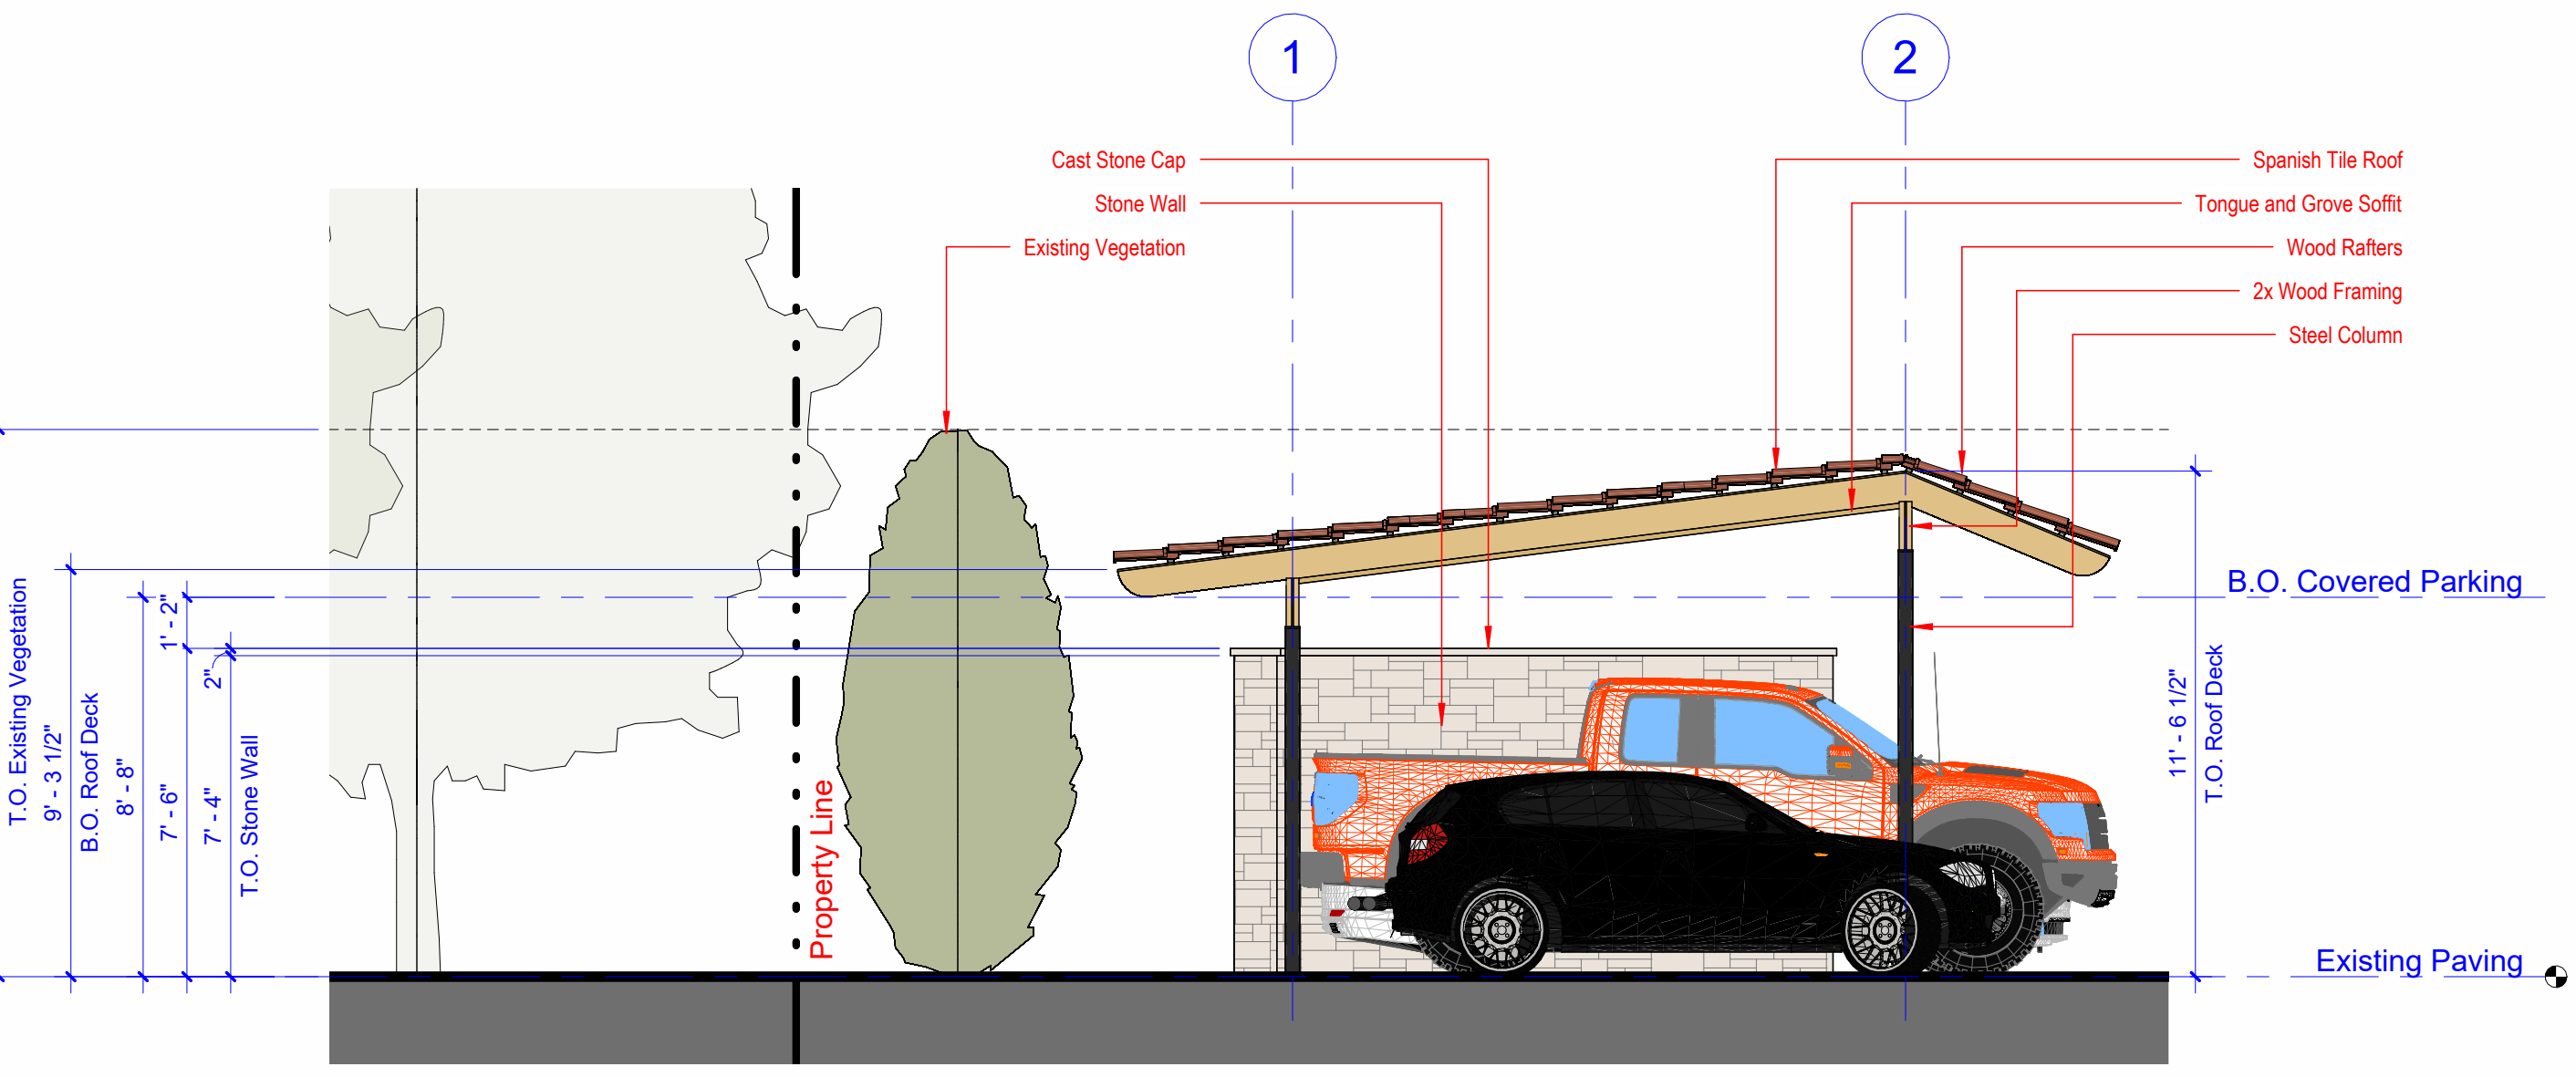 1
2
Cast Stone Cap
Stone Wall
Existing Vegetation
Spanish Tile Roof
Tongue and Grove Soffit
Wood Rafters
2x Wood Framing
Steel Column
B.O. Covered Parking
Existing Paving
T.O. Existing Vegetation
9' - 3 1/2"
B.O. Roof Deck
8' - 8"
1' - 2"
7' - 6"
2"
7' - 4"
T.O. Stone Wall
Property Line
11' - 6 1/2"
T.O. Roof Deck